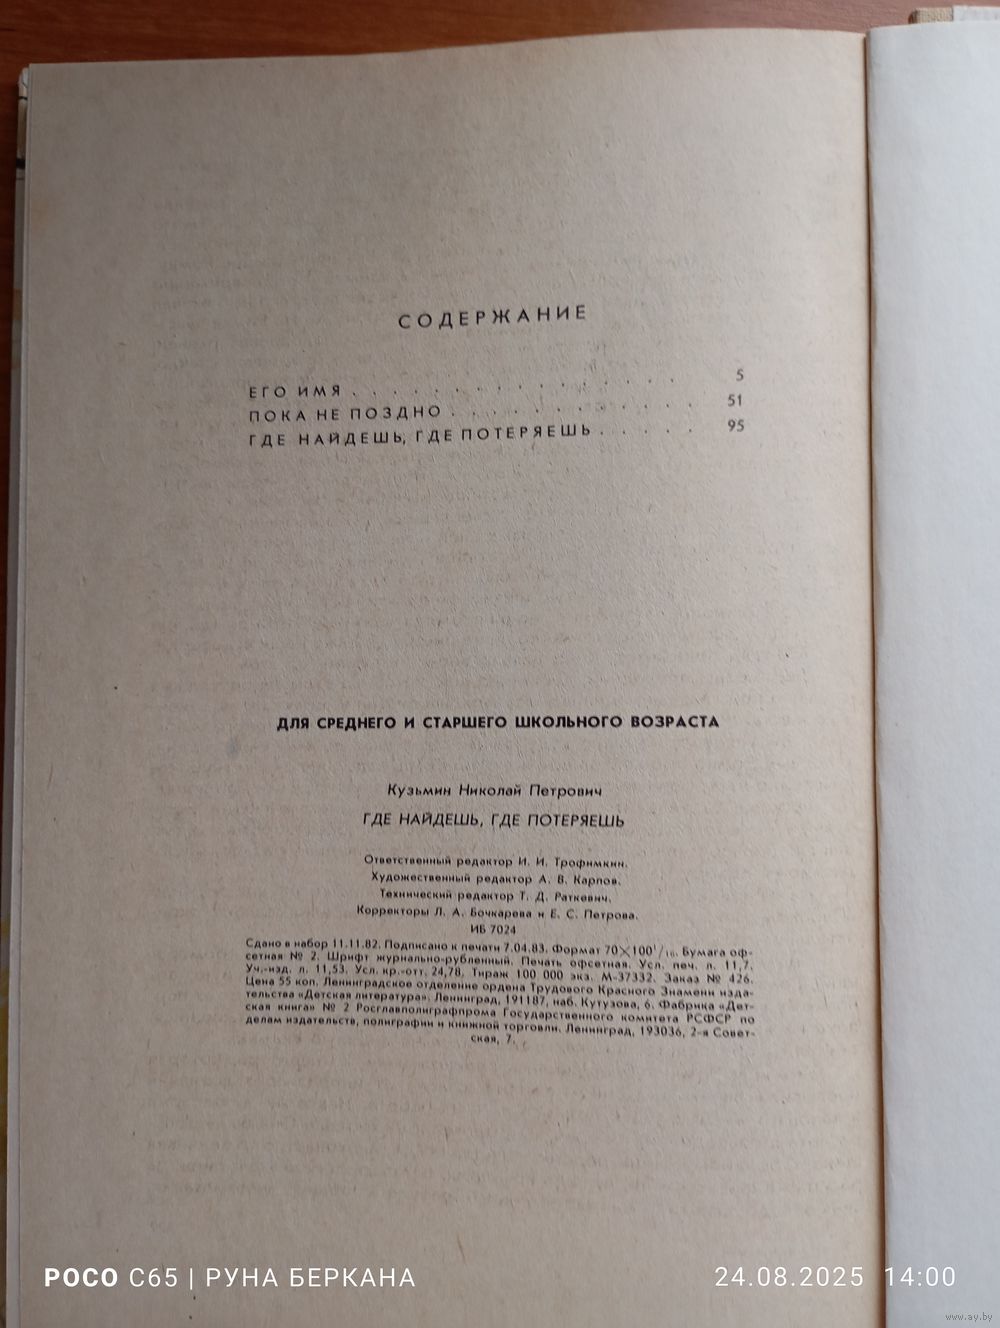 СОДЕРЖАНИЕ
ЕГО ИМЯ . . . . . . . . . . . . . . . . 5
ПОКА НЕ ПОЗДНО . . . . . . . . . . . . 51
ГДЕ НАЙДЕШЬ, ГДЕ ПОТЕРЯЕШЬ . . . . . 95
ДЛЯ СРЕДНЕГО И СТАРШЕГО ШКОЛЬНОГО ВОЗРАСТА
Кузьмин Николай Петрович
ГДЕ НАЙДЕШЬ, ГДЕ ПОТЕРЯЕШЬ
Ответственный редактор И. И. Трофимкин.
Художественный редактор А. В. Карпов.
Технический редактор Т. Д. Раткевич.
Корректоры Л. А. Бочкарева и Е. С. Петрова.
ИБ 7024
Сдано в набор 11.11.82. Подписано к печати 7.04.83. Формат 70×100¹/₁₆. Бумага оф-
сетная № 2. Шрифт журнально-рубленный. Печать офсетная. Усл. печ. л. 11,7.
Уч.-изд. л. 11,53. Усл. кр.-отт. 24,78. Тираж 100 000 экз. М-37332. Заказ № 426.
Цена 55 коп. Ленинградское отделение ордена Трудового Красного Знамени изда-
тельства «Детская литература». Ленинград, 191187, наб. Кутузова, 6. Фабрика «Дет-
ская книга» № 2 Росглавполиграфпрома Государственного комитета РСФСР по
делам издательств, полиграфии и книжной торговли. Ленинград, 193036, 2-я Совет-
ская, 7.
POCO C65 | РУНА БЕРКАНА
24.08.2025 14:00
www.ay.by